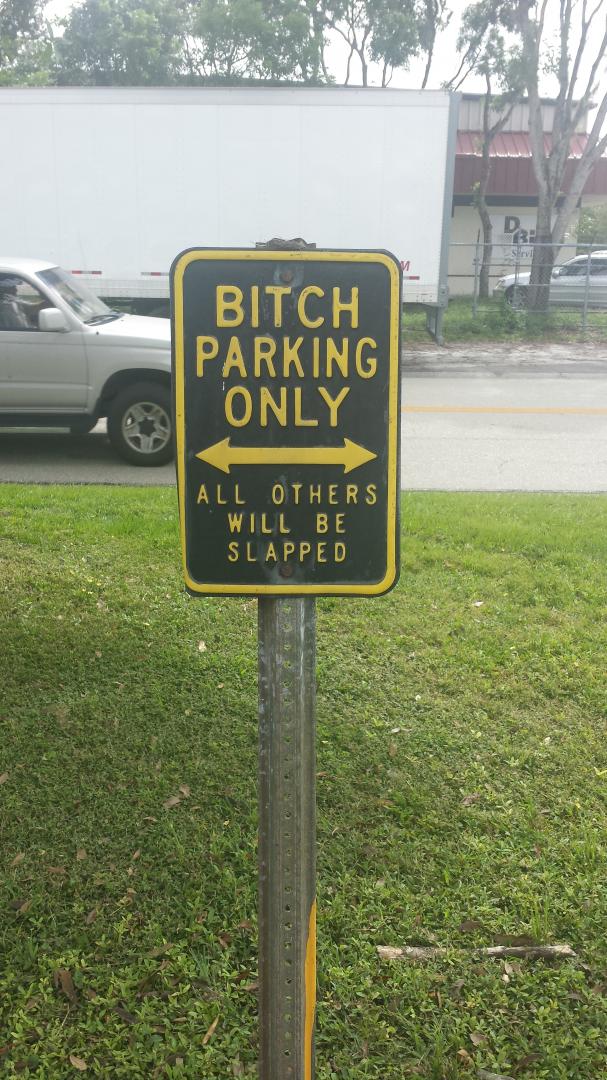 BITCH
PARKING
ONLY
ALL OTHERS
WILL BE
SLAPPED